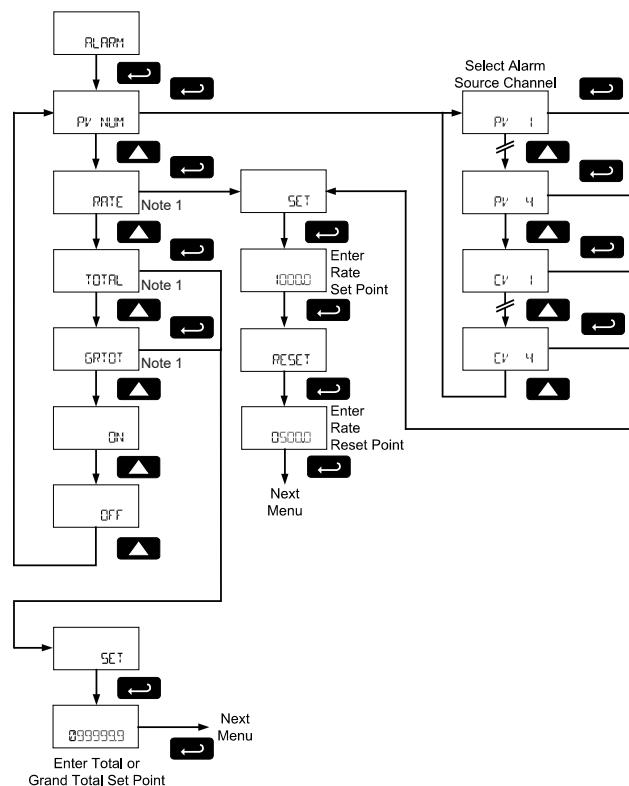 ALARM
PV NUM
RATE
Note 1
TOTAL
Note 1
GRTOT
Note 1
ON
OFF
SET
1000.0
Enter
Rate
Set Point
RESET
0500.0
Enter
Rate
Reset Point
Next
Menu
Select Alarm
Source Channel
PV 1
PV 4
CV 1
CV 4
SET
099999.9
Next
Menu
Enter Total or
Grand Total Set Point